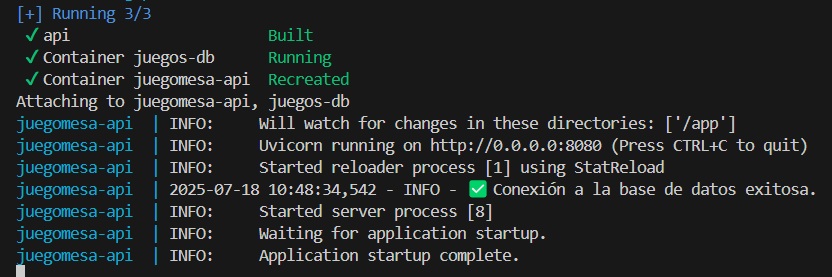 [+] Running 3/3
✔ api Built
✔ Container juegos-db Running
✔ Container juegomesa-api Recreated
Attaching to juegomesa-api, juegos-db
juegomesa-api | INFO: Will watch for changes in these directories: ['/app']
juegomesa-api | INFO: Uvicorn running on http://0.0.0.0:8080 (Press CTRL+C to quit)
juegomesa-api | INFO: Started reloader process [1] using StatReload
juegomesa-api | 2025-07-18 10:48:34,542 - INFO - ✅ Conexión a la base de datos exitosa.
juegomesa-api | INFO: Started server process [8]
juegomesa-api | INFO: Waiting for application startup.
juegomesa-api | INFO: Application startup complete.